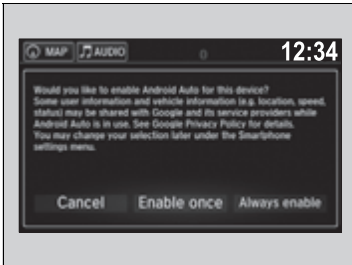 MAP AUDIO 0 12:34
Would you like to enable Android Auto for this
device?
Some user information and vehicle information (e.g. location, speed,
status) may be shared with Google and its service providers while
Android Auto is in use. See Google Privacy Policy for details.
You may change your selection later under the Smartphone
settings menu.
Cancel Enable once Always enable